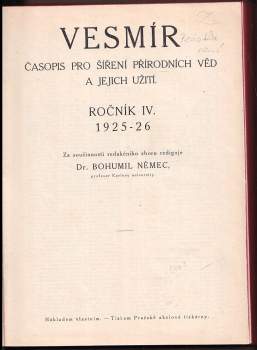 VESMÍR
ČASOPIS PRO ŠÍŘENÍ PŘÍRODNÍCH VĚD
A JEJICH UŽITÍ.
ROČNÍK IV.
1925-26
Za součinnosti redakčního sboru rediguje
Dr. BOHUMIL NĚMEC,
profesor Karlovy university.
Nákladem vlastním. — Tiskem Pražské akciové tiskárny.